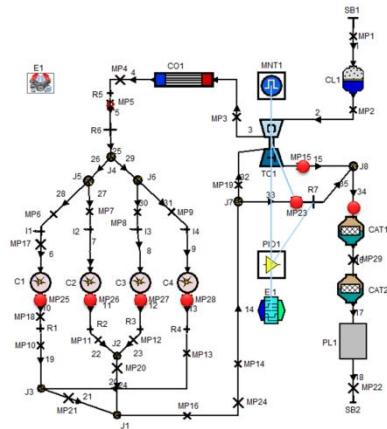 SB1
MP1
1
E1
MP4
4
CO1
MNT1
CL1
R5
MP5
5
MP3
2
MP2
R6
3
25
J4
26
29
MP15
15
J8
TC1
J5
J6
MP19
32
27
28
30
31
33
R7
35
34
MP6
MP7
MP8
MP9
J7
MP23
I1
I2
I3
I4
CAT1
MP17
6
7
8
9
PID1
MP29
C1
C2
C3
C4
CAT2
MP25
MP26
MP27
MP28
10
11
12
13
14
17
MP18
R1
R2
R3
R4
MP11
MP12
PL1
MP10
22
23
J2
19
MP13
MP20
MP14
18
J3
24
MP22
21
MP21
MP16
MP24
SB2
J1